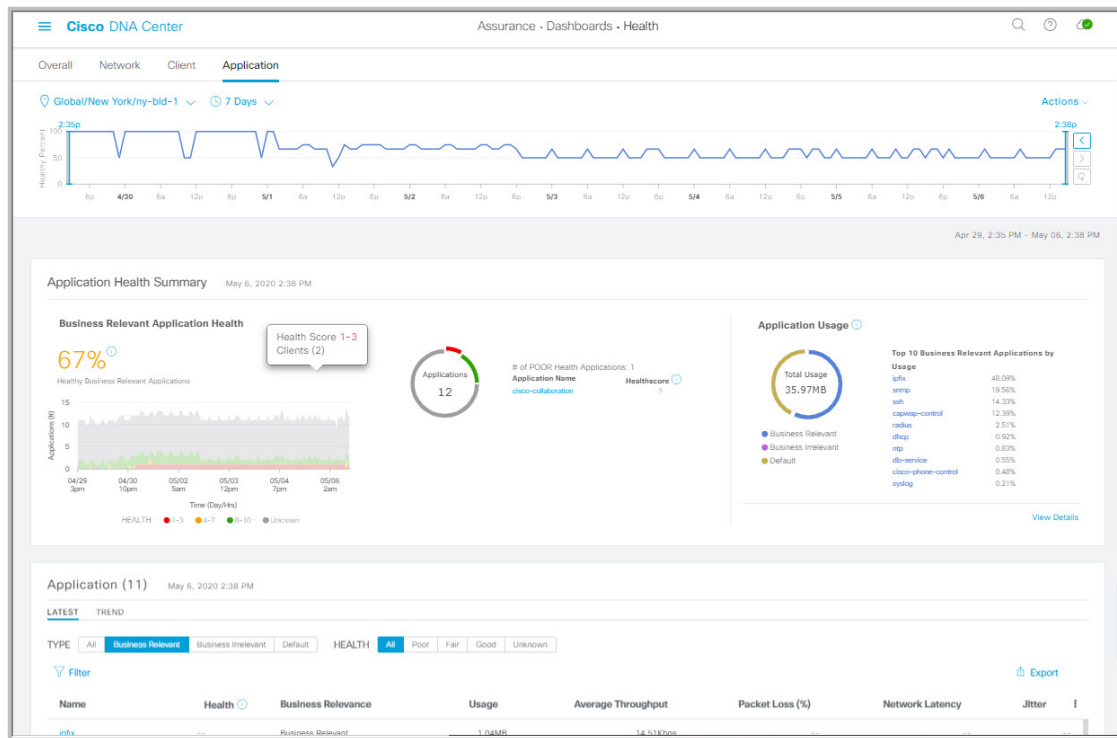 Cisco DNA Center
Assurance · Dashboards · Health
Overall Network Client Application
Global/New York/ny-bld-1 7 Days Actions
2:35p 2:38p
Healthy Percent
100
50
0
6p 4/30 6a 12p 6p 5/1 6a 12p 6p 5/2 6a 12p 6p 5/3 6a 12p 6p 5/4 6a 12p 6p 5/5 6a 12p 6p 5/6 6a 12p
Apr 29, 2:35 PM - May 06, 2:38 PM
Application Health Summary May 6, 2020 2:38 PM
Business Relevant Application Health
67%
Healthy Business Relevant Applications
Health Score 1-3
Clients (2)
Applications (#)
15
10
5
0
04/29 04/30 05/02 05/03 05/04 05/06
3pm 10pm 5am 12pm 7pm 2am
Time (Day/Hrs)
HEALTH 1-3 4-7 8-10 Unknown
Applications
12
# of POOR Health Applications: 1
Application Name Healthscore
cisco-collaboration 1
Application Usage
Total Usage
35.97MB
Business Relevant
Business Irrelevant
Default
Top 10 Business Relevant Applications by
Usage
ipfix 48.09%
snmp 19.56%
ssh 14.33%
capwap-control 12.39%
radius 2.51%
dhcp 0.92%
ntp 0.83%
db-service 0.55%
cisco-phone-control 0.48%
syslog 0.21%
View Details
Application (11) May 6, 2020 2:38 PM
LATEST TREND
TYPE All Business Relevant Business Irrelevant Default HEALTH All Poor Fair Good Unknown
Filter Export
Name Health Business Relevance Usage Average Throughput Packet Loss (%) Network Latency Jitter
ipfix -- Business Relevant 1.04MB 14.51Kbps -- -- --